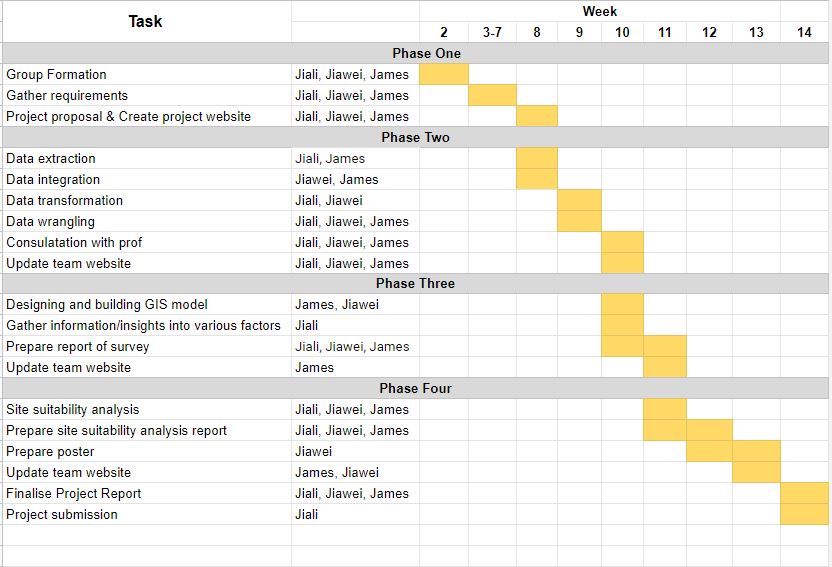 Task Week
2 3-7 8 9 10 11 12 13 14
Phase One
Group Formation Jiali, Jiawei, James
Gather requirements Jiali, Jiawei, James
Project proposal & Create project website Jiali, Jiawei, James
Phase Two
Data extraction Jiali, James
Data integration Jiawei, James
Data transformation Jiali, Jiawei
Data wrangling Jiali, Jiawei, James
Consulatation with prof Jiali, Jiawei, James
Update team website Jiali, Jiawei, James
Phase Three
Designing and building GIS model James, Jiawei
Gather information/insights into various factors Jiali
Prepare report of survey Jiali, Jiawei, James
Update team website James
Phase Four
Site suitability analysis Jiali, Jiawei, James
Prepare site suitability analysis report Jiali, Jiawei, James
Prepare poster Jiawei
Update team website James, Jiawei
Finalise Project Report Jiali, Jiawei, James
Project submission Jiali